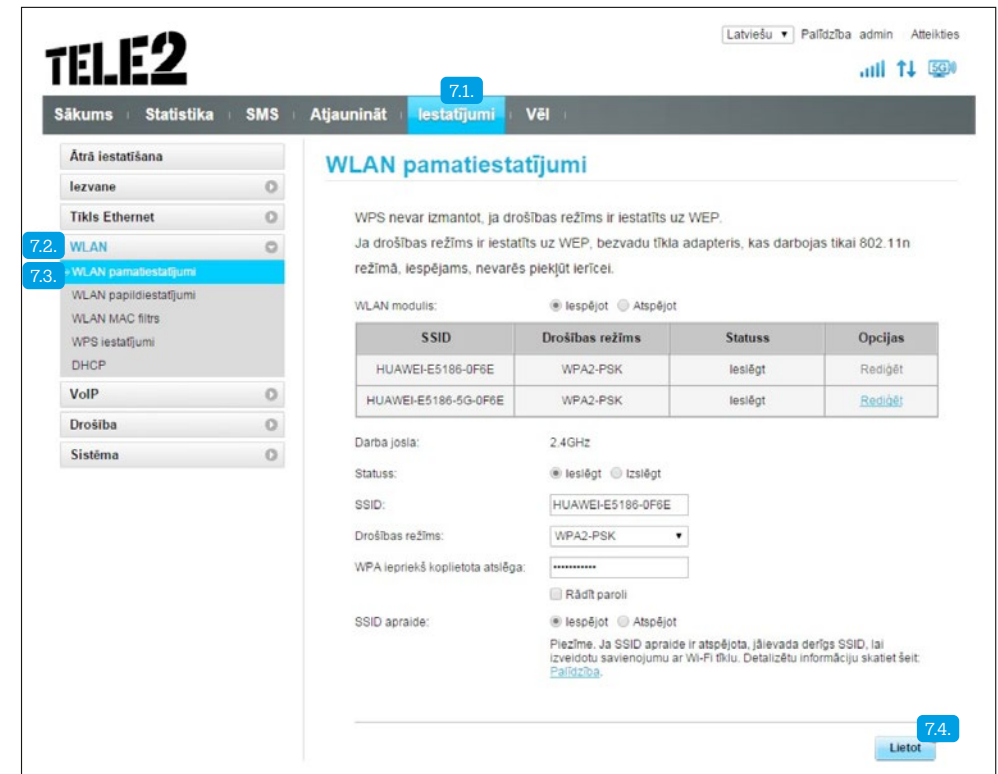 Latviešu Palīdzība admin Atteikties
TELE2
5G
7.1.
Sākums Statistika SMS Atjaunināt Iestatījumi Vēl
Ātrā iestatīšana
Iezvane
Tīkls Ethernet
7.2. WLAN
7.3. WLAN pamatiestatījumi
WLAN papildiestatījumi
WLAN MAC filtrs
WPS iestatījumi
DHCP
VoIP
Drošība
Sistēma
WLAN pamatiestatījumi
WPS nevar izmantot, ja drošības režīms ir iestatīts uz WEP.
Ja drošības režīms ir iestatīts uz WEP, bezvadu tīkla adapteris, kas darbojas tikai 802.11n
režīmā, iespējams, nevarēs piekļūt ierīcei.
WLAN modulis: Iespējot Atspējot
SSID Drošības režīms Statuss Opcijas
HUAWEI-E5186-0F6E WPA2-PSK Ieslēgt Rediģēt
HUAWEI-E5186-5G-0F6E WPA2-PSK Ieslēgt Rediģēt
Darba josla: 2.4GHz
Statuss: Ieslēgt Izslēgt
SSID: HUAWEI-E5186-0F6E
Drošības režīms: WPA2-PSK
WPA iepriekš koplietota atslēga: •••••••••••
Rādīt paroli
SSID apraide: Iespējot Atspējot
Piezīme. Ja SSID apraide ir atspējota, jāievada derīgs SSID, lai
izveidotu savienojumu ar Wi-Fi tīklu. Detalizētu informāciju skatiet šeit:
Palīdzība.
7.4.
Lietot